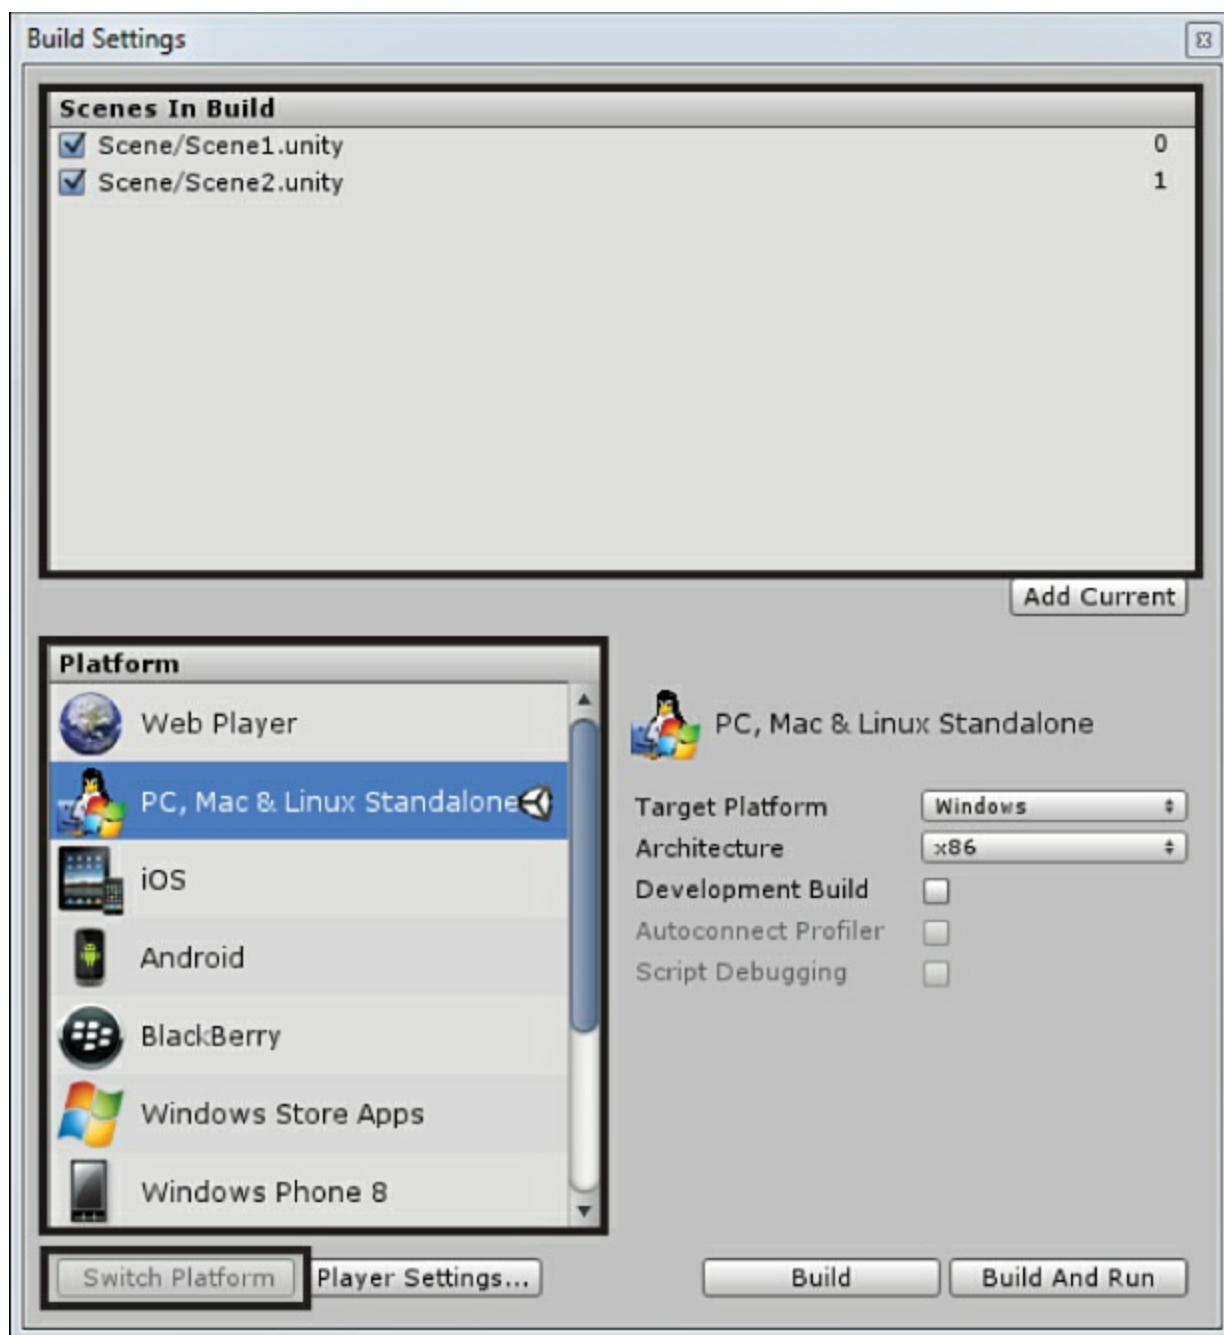 Build Settings
Scenes In Build
Scene/Scene1.unity 0
Scene/Scene2.unity 1
Add Current
Platform
Web Player
PC, Mac & Linux Standalone
iOS
Android
BlackBerry
Windows Store Apps
Windows Phone 8
PC, Mac & Linux Standalone
Target Platform Windows
Architecture x86
Development Build
Autoconnect Profiler
Script Debugging
Switch Platform Player Settings... Build Build And Run